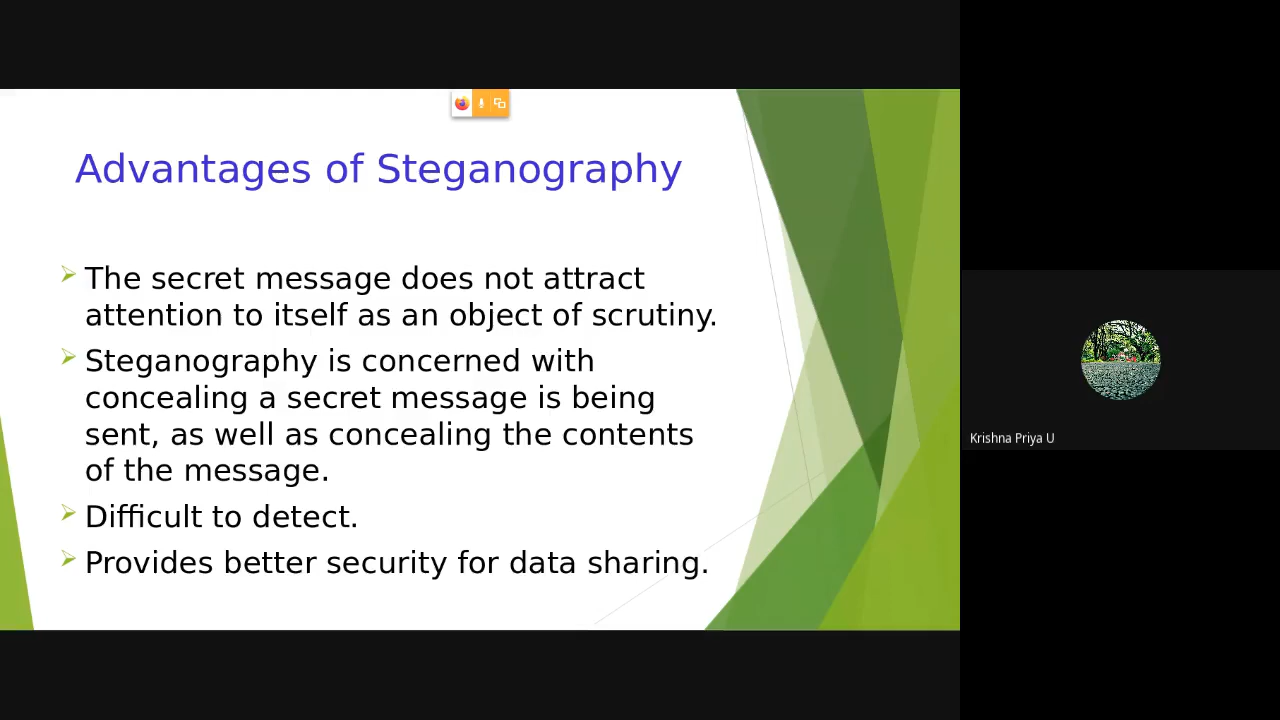 Advantages of Steganography
The secret message does not attract
attention to itself as an object of scrutiny.
Steganography is concerned with
concealing a secret message is being
sent, as well as concealing the contents
of the message.
Difficult to detect.
Provides better security for data sharing.
Krishna Priya U